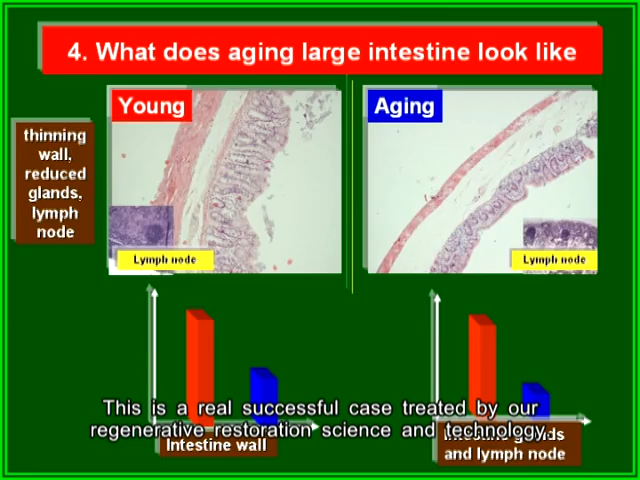 4. What does aging large intestine look like
Young
Aging
thinning
wall,
reduced
glands,
lymph
node
Lymph node
Lymph node
This is a real successful case treated by our
regenerative restoration science and technology.
Intestine wall
Intestine glands
and lymph node